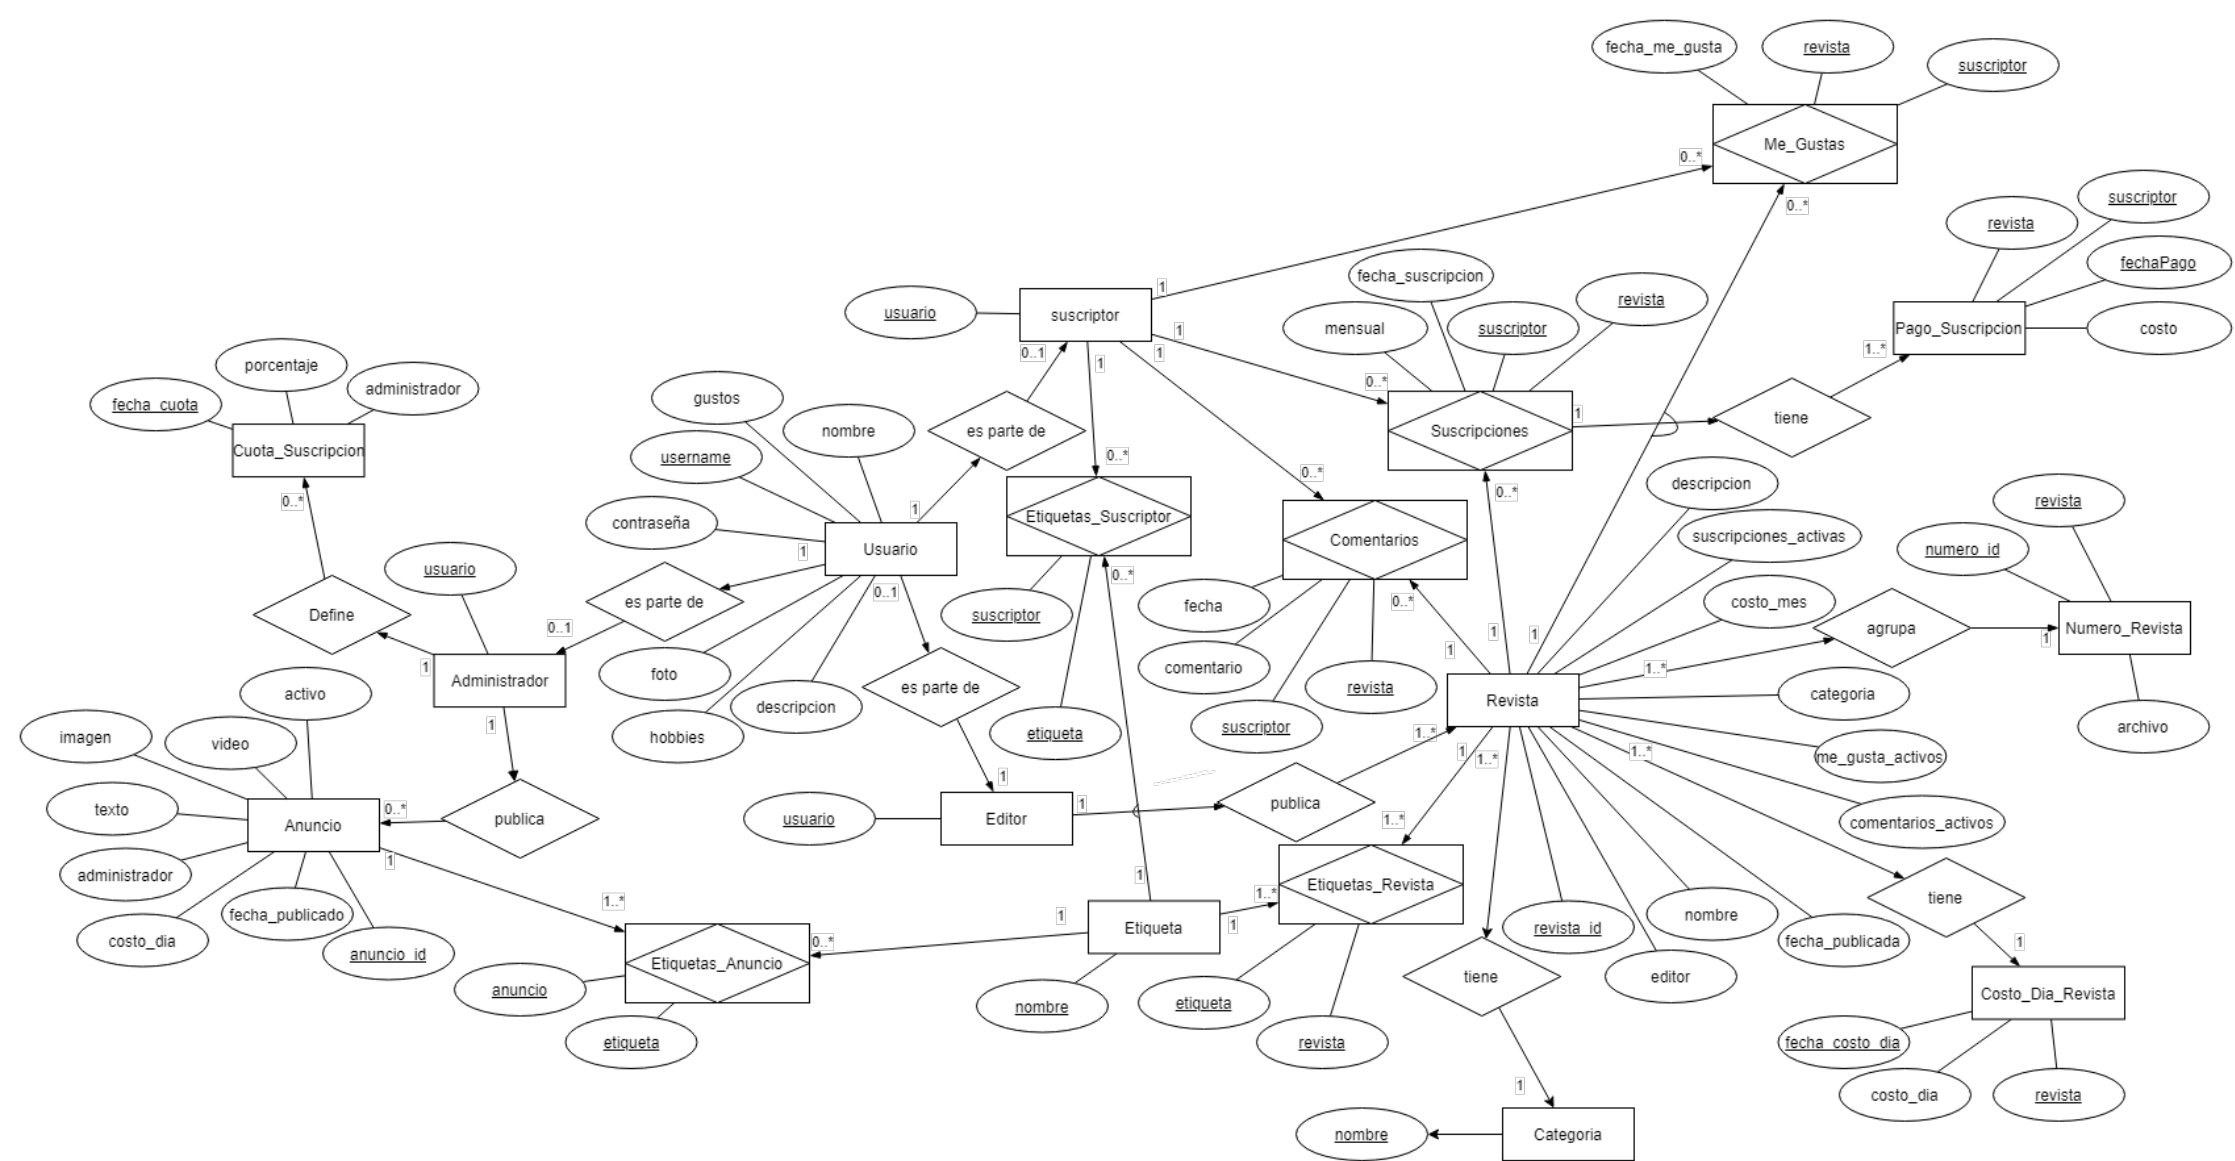 fecha_me_gusta
revista
suscriptor
Me_Gustas
0..*
0..*
suscriptor
revista
fechaPago
costo
Pago_Suscripcion
1..*
tiene
fecha_suscripcion
revista
mensual
suscriptor
Suscripciones
0..*
1
0..*
usuario
suscriptor
1
1
1
1
0..1
porcentaje
fecha_cuota
administrador
Cuota_Suscripcion
0..*
Define
1
gustos
nombre
username
contraseña
es parte de
1
Usuario
1
0..1
es parte de
0..1
usuario
Administrador
1
foto
hobbies
descripcion
es parte de
1
Editor
usuario
1
publica
1..*
0..*
Etiquetas_Suscriptor
0..*
suscriptor
etiqueta
0..*
Comentarios
0..*
fecha
comentario
suscriptor
revista
descripcion
suscripciones_activas
costo_mes
categoria
me_gusta_activos
comentarios_activos
1
1
1
Revista
1..*
agrupa
1
Numero_Revista
numero_id
revista
archivo
1
1..*
1..*
1..*
activo
imagen
video
texto
Anuncio
0..*
publica
1
administrador
costo_dia
fecha_publicado
anuncio_id
1..*
Etiquetas_Anuncio
0..*
anuncio
etiqueta
1
1
Etiqueta
1
1..*
nombre
Etiquetas_Revista
etiqueta
revista
tiene
revista_id
editor
nombre
fecha_publicada
tiene
1
Costo_Dia_Revista
fecha_costo_dia
costo_dia
revista
1
Categoria
nombre